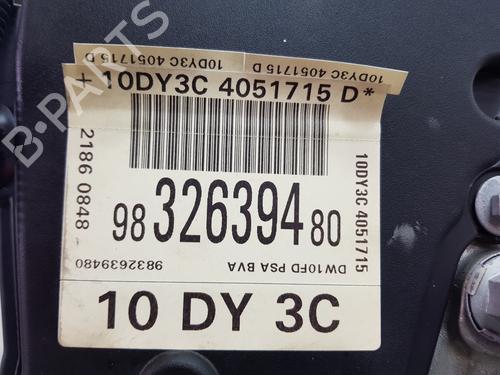 10DY3C 4051715 D
10DY3C 4051715 D
+ 10DY3C 4051715 D*
2186 0848
10DY3C 4051715
98 326394 80
9832639480
DW10FD PSA BVA
10 DY 3C
B-PARTS